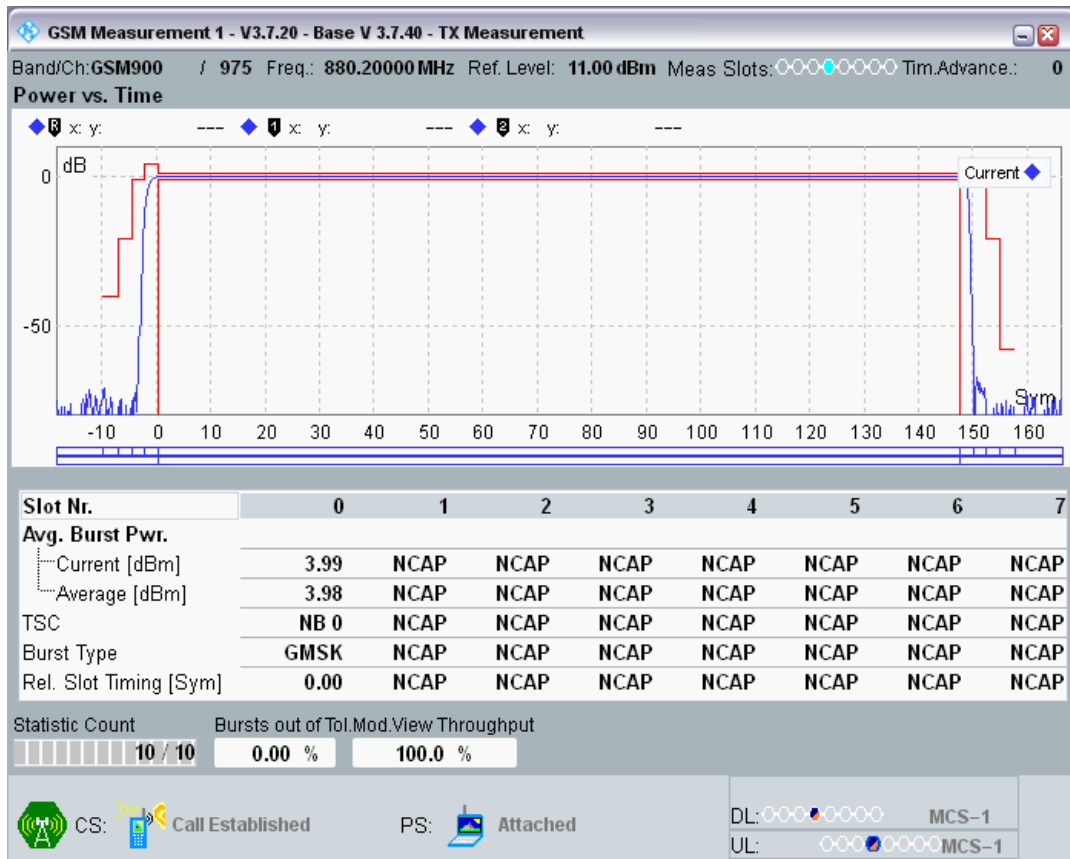 GSM Measurement 1 - V3.7.20 - Base V 3.7.40 - TX Measurement
Band/Ch:GSM900 / 975 Freq.: 880.20000 MHz Ref. Level: 11.00 dBm Meas Slots: Tim.Advance.: 0
Power vs. Time
R x: y: --- 1 x: y: --- 2 x: y: ---
dB
0
Current
-50
Sym
-10 0 10 20 30 40 50 60 70 80 90 100 110 120 130 140 150 160
Slot Nr. 0 1 2 3 4 5 6 7
Avg. Burst Pwr.
Current [dBm] 3.99 NCAP NCAP NCAP NCAP NCAP NCAP NCAP
Average [dBm] 3.98 NCAP NCAP NCAP NCAP NCAP NCAP NCAP
TSC NB 0 NCAP NCAP NCAP NCAP NCAP NCAP NCAP
Burst Type GMSK NCAP NCAP NCAP NCAP NCAP NCAP NCAP
Rel. Slot Timing [Sym] 0.00 NCAP NCAP NCAP NCAP NCAP NCAP NCAP
Statistic Count Bursts out of Tol.Mod.View Throughput
10 / 10 0.00 % 100.0 %
CS: Call Established PS: Attached
DL: MCS-1
UL: MCS-1